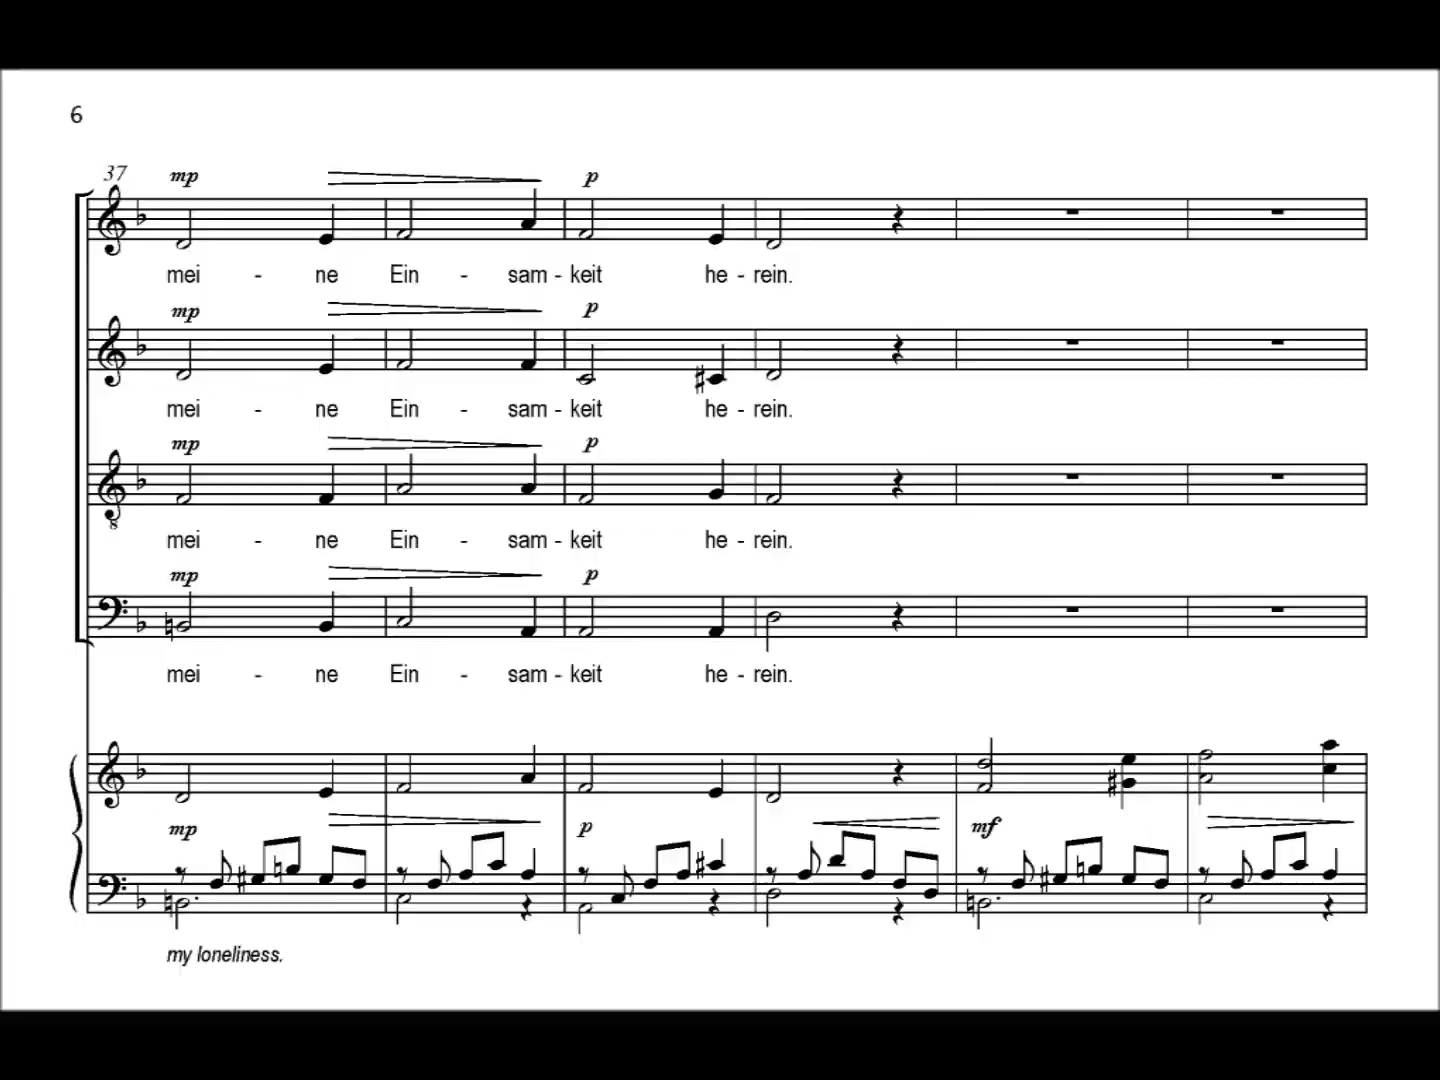 6
37
mp p
mei - ne Ein - sam - keit he - rein.
mp p
mei - ne Ein - sam - keit he - rein.
mp p
mei - ne Ein - sam - keit he - rein.
mp p
mei - ne Ein - sam - keit he - rein.
mp p mf
my loneliness.